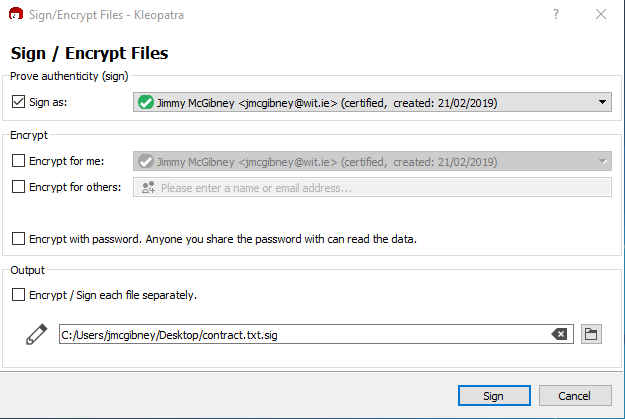 Sign/Encrypt Files - Kleopatra
Sign / Encrypt Files
Prove authenticity (sign)
Sign as: Jimmy McGibney <jmcgibney@wit.ie> (certified, created: 21/02/2019)
Encrypt
Encrypt for me: Jimmy McGibney <jmcgibney@wit.ie> (certified, created: 21/02/2019)
Encrypt for others: Please enter a name or email address...
Encrypt with password. Anyone you share the password with can read the data.
Output
Encrypt / Sign each file separately.
C:/Users/jmcgibney/Desktop/contract.txt.sig
Sign Cancel